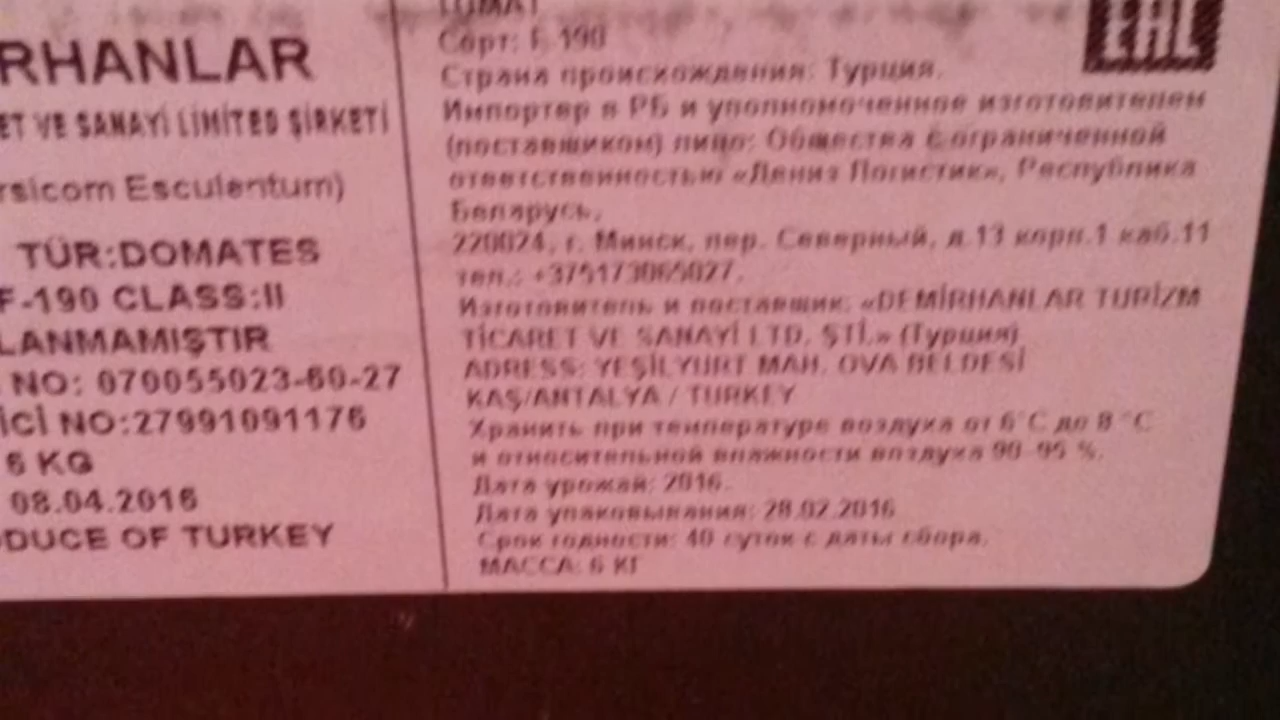 RHANLAR
ET VE SANAYİ LİMİTED ŞİRKETİ
rsicom Esculentum)
TÜR:DOMATES
F-190 CLASS:II
LANMAMIŞTIR
NO: 070055023-60-27
İCİ NO:27991091176
6 KG
08.04.2016
DUCE OF TURKEY
ТОМАТ
Сорт: F 190
Страна происхождения: Турция.
Импортер в РБ и уполномоченное изготовителем
(поставщиком) лицо: Общества с ограниченной
ответственностью «Дениз Логистик», Республика
Беларусь,
220024, г. Минск, пер. Северный, д.13 корп.1 каб.11
тел.: +375173065027.
Изготовитель и поставщик: «DEMİRHANLAR TURİZM
TİCARET VE SANAYİ LTD. ŞTİ.» (Турция)
ADRESS: YEŞİLYURT MAH. OVA BELDESİ
KAŞ/ANTALYA / TURKEY
Хранить при температуре воздуха от 6°C до 8 °C
и относительной влажности воздуха 90-95 %.
Дата урожай: 2016.
Дата упаковывания: 28.02.2016
Срок годности: 40 суток с даты сбора.
МАССА: 6 КГ
EAC